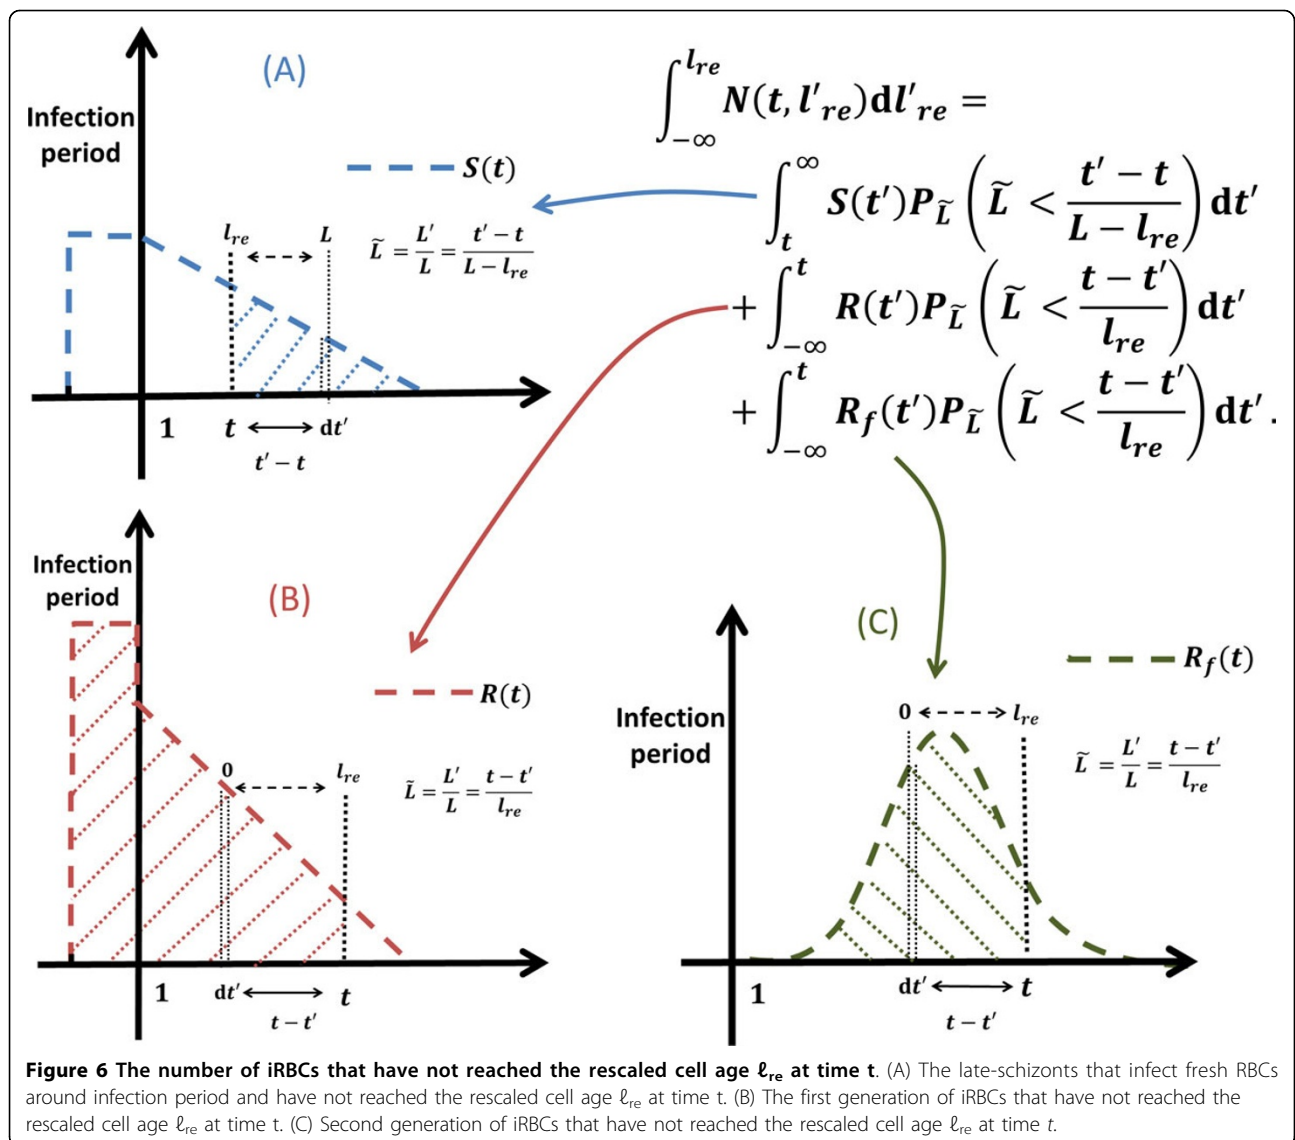 (A)
Infection
period
S(t)
l_re
L
L̃ = L′/L = (t′ − t)/(L − l_re)
1
t
dt′
t′ − t
∫_{−∞}^{l_re} N(t, l′_re)dl′_re =
∫_t^∞ S(t′)P_L̃ (L̃ < (t′ − t)/(L − l_re)) dt′
+ ∫_{−∞}^t R(t′)P_L̃ (L̃ < (t − t′)/l_re) dt′
+ ∫_{−∞}^t R_f(t′)P_L̃ (L̃ < (t − t′)/l_re) dt′.
Infection
period
(B)
R(t)
0
l_re
L̃ = L′/L = (t − t′)/l_re
1
dt′
t
t − t′
(C)
R_f(t)
Infection
period
0
l_re
L̃ = L′/L = (t − t′)/l_re
1
dt′
t
t − t′
Figure 6 The number of iRBCs that have not reached the rescaled cell age ℓ_re at time t. (A) The late-schizonts that infect fresh RBCs
around infection period and have not reached the rescaled cell age ℓ_re at time t. (B) The first generation of iRBCs that have not reached the
rescaled cell age ℓ_re at time t. (C) Second generation of iRBCs that have not reached the rescaled cell age ℓ_re at time t.